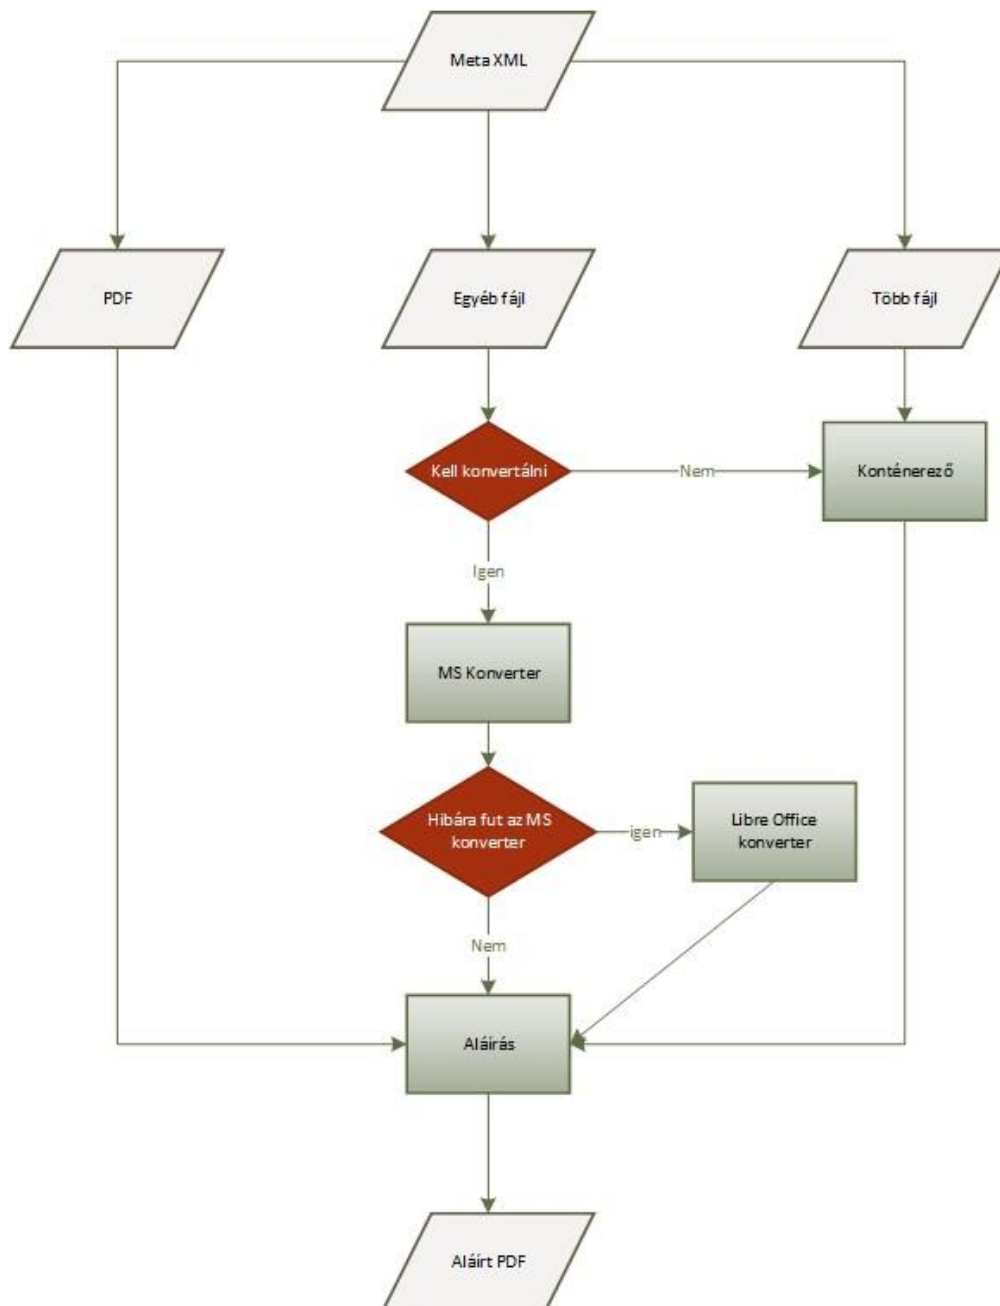 Meta XML
PDF
Egyéb fájl
Több fájl
Kell konvertálni
Nem
Konténerező
Igen
MS Konverter
Hibára fut az MS
konverter
igen
Libre Office
konverter
Nem
Aláírás
Aláírt PDF